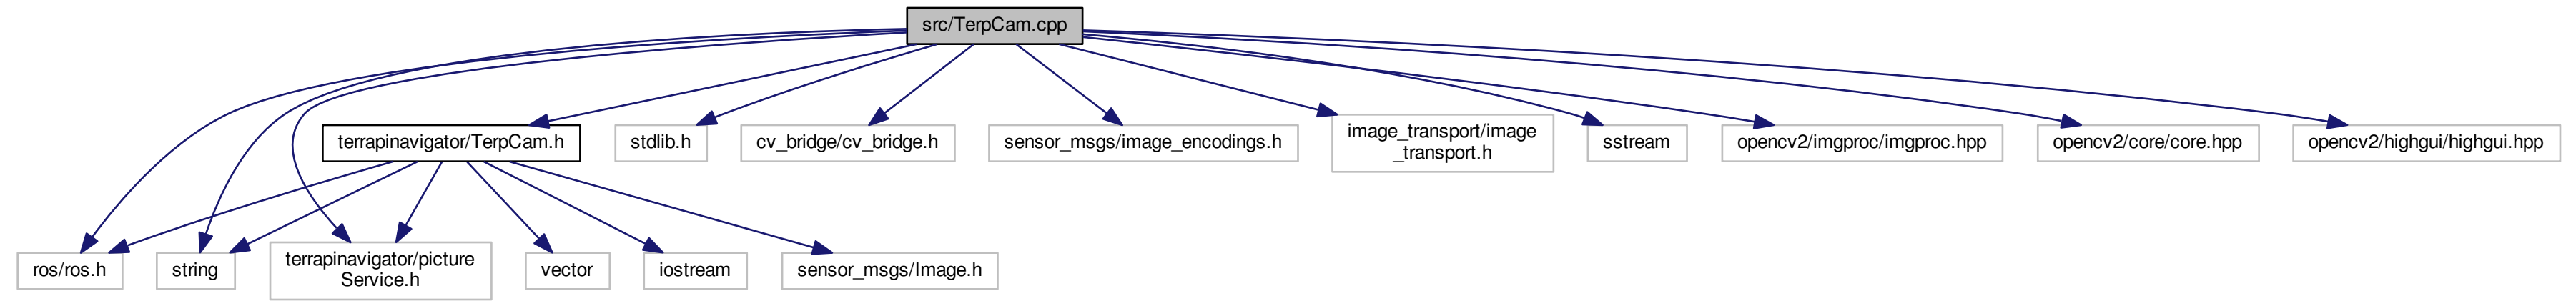 src/TerpCam.cpp
terrapinavigator/TerpCam.h
stdlib.h
cv_bridge/cv_bridge.h
sensor_msgs/image_encodings.h
image_transport/image
_transport.h
sstream
opencv2/imgproc/imgproc.hpp
opencv2/core/core.hpp
opencv2/highgui/highgui.hpp
ros/ros.h
string
terrapinavigator/picture
Service.h
vector
iostream
sensor_msgs/Image.h